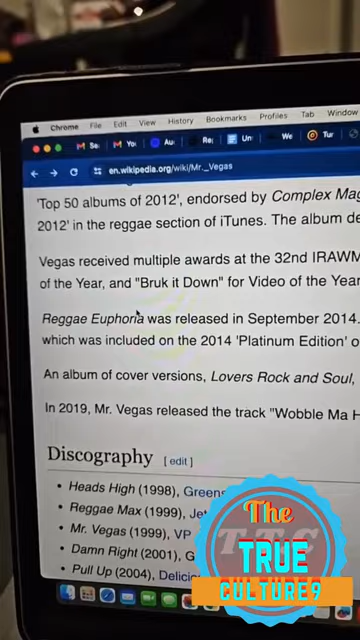 Chrome File Edit View History Bookmarks Profiles Tab Window
en.wikipedia.org/wiki/Mr._Vegas
'Top 50 albums of 2012', endorsed by Complex Mag
2012' in the reggae section of iTunes. The album de
Vegas received multiple awards at the 32nd IRAWM
of the Year, and "Bruk it Down" for Video of the Year
Reggae Euphoria was released in September 2014.
which was included on the 2014 'Platinum Edition' o
An album of cover versions, Lovers Rock and Soul,
In 2019, Mr. Vegas released the track "Wobble Ma H
Discography [ edit ]
• Heads High (1998), Greens
• Reggae Max (1999), Jet
• Mr. Vegas (1999), VP
• Damn Right (2001), G
• Pull Up (2004), Delicio
The
TTC
TRUE
CULTURE9